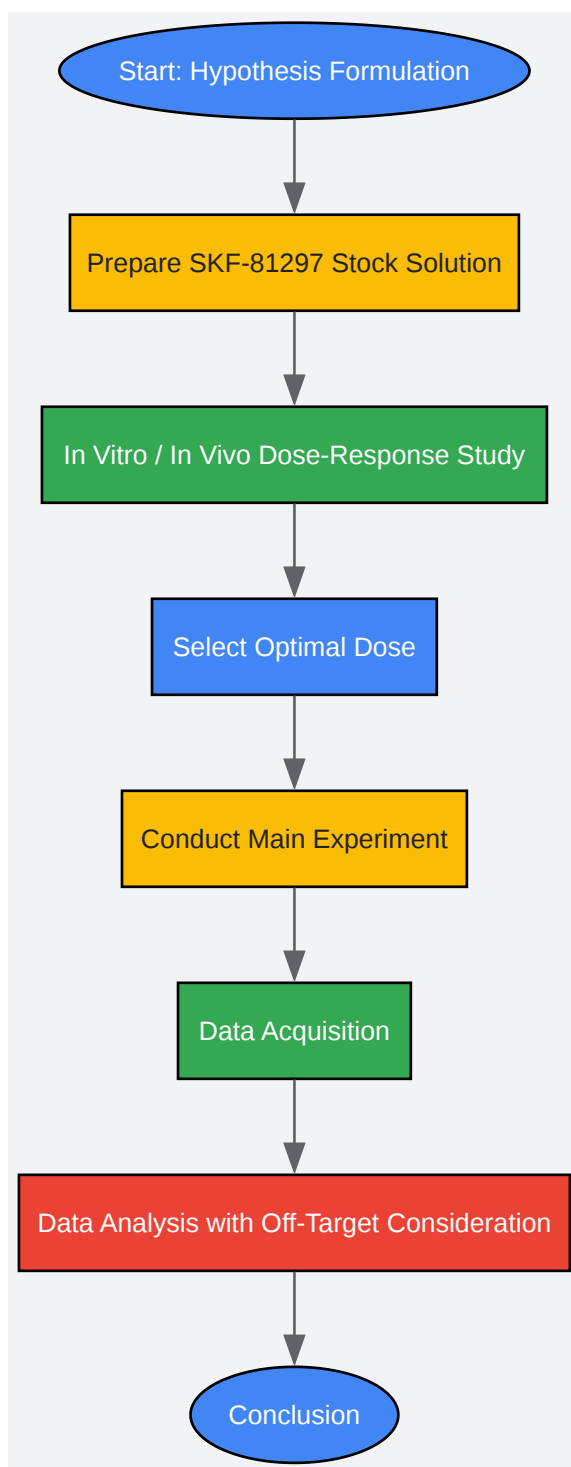 Start: Hypothesis Formulation
Prepare SKF-81297 Stock Solution
In Vitro / In Vivo Dose-Response Study
Select Optimal Dose
Conduct Main Experiment
Data Acquisition
Data Analysis with Off-Target Consideration
Conclusion